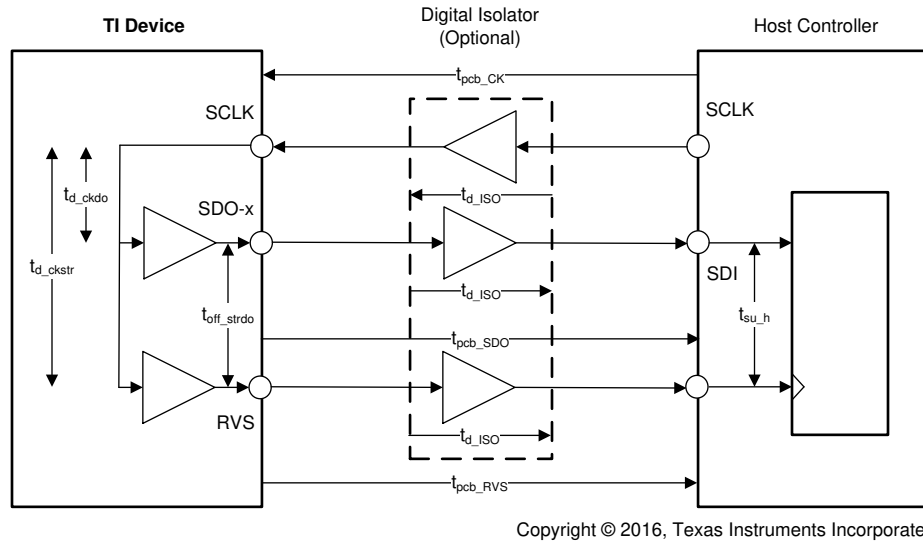 TI Device
Digital Isolator
(Optional)
Host Controller
t_pcb_CK
SCLK
SCLK
t_d_ckdo
t_d_ISO
SDO-x
t_d_ckstr
SDI
t_d_ISO
t_off_strdo
t_su_h
t_pcb_SDO
RVS
t_d_ISO
t_pcb_RVS
Copyright © 2016, Texas Instruments Incorporate